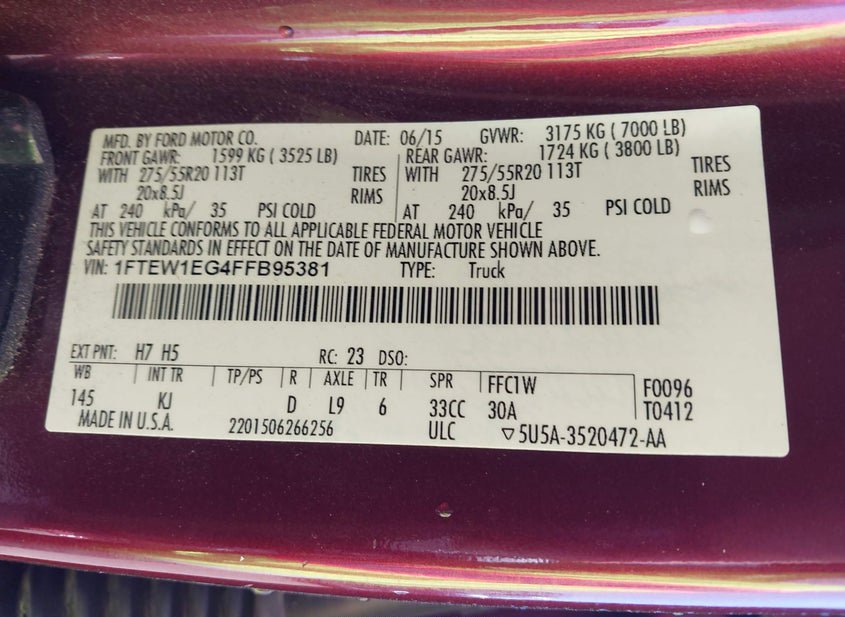 MFD. BY FORD MOTOR CO. DATE: 06/15 GVWR: 3175 KG ( 7000 LB)
FRONT GAWR: 1599 KG ( 3525 LB) REAR GAWR: 1724 KG ( 3800 LB)
WITH 275/55R20 113T TIRES WITH 275/55R20 113T TIRES
20x8.5J RIMS 20x8.5J RIMS
AT 240 kPa/ 35 PSI COLD AT 240 kPa/ 35 PSI COLD
THIS VEHICLE CONFORMS TO ALL APPLICABLE FEDERAL MOTOR VEHICLE
SAFETY STANDARDS IN EFFECT ON THE DATE OF MANUFACTURE SHOWN ABOVE.
VIN: 1FTEW1EG4FFB95381 TYPE: Truck
EXT PNT: H7 H5 RC: 23 DSO:
WB INT TR TP/PS R AXLE TR SPR FFC1W F0096
145 KJ D L9 6 33CC 30A T0412
MADE IN U.S.A. 2201506266256 ULC ▽5U5A-3520472-AA